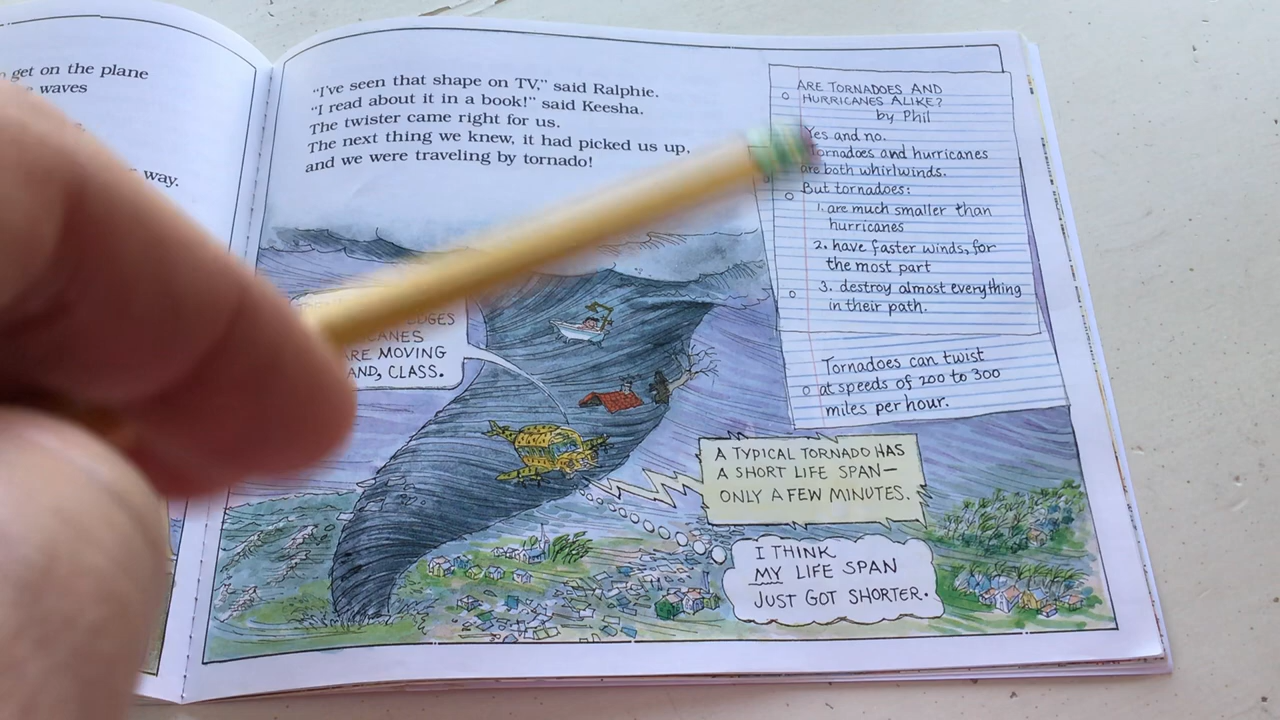 get on the plane
waves
way.
"I've seen that shape on TV," said Ralphie.
"I read about it in a book!" said Keesha.
The twister came right for us.
The next thing we knew, it had picked us up,
and we were traveling by tornado!
ARE TORNADOES AND
HURRICANES ALIKE?
by Phil
Yes and no.
Tornadoes and hurricanes
are both whirlwinds.
But tornadoes:
1. are much smaller than
hurricanes
2. have faster winds, for
the most part
3. destroy almost everything
in their path.
Tornadoes can twist
at speeds of 200 to 300
miles per hour.
MOVING
CLASS.
A TYPICAL TORNADO HAS
A SHORT LIFE SPAN—
ONLY A FEW MINUTES.
I THINK
MY LIFE SPAN
JUST GOT SHORTER.